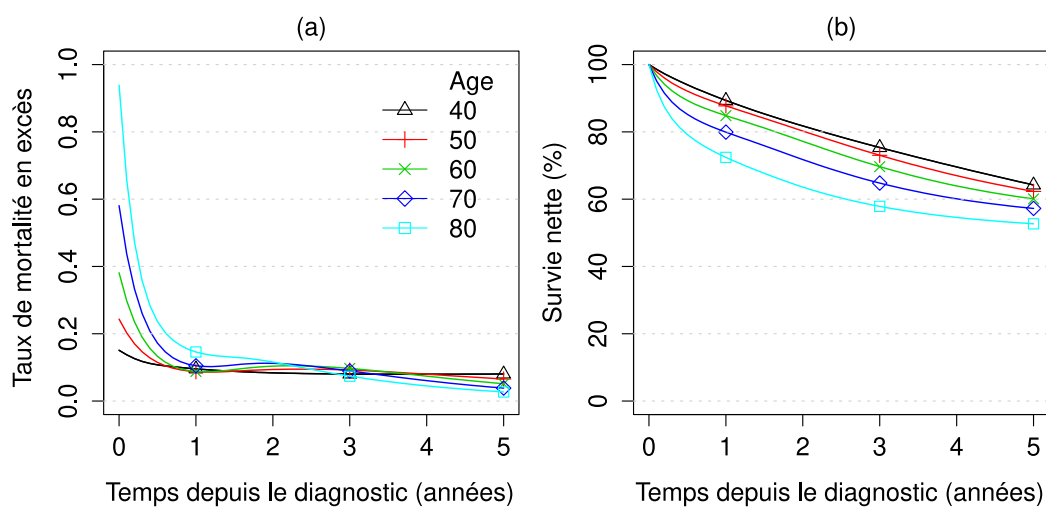 (a)
Taux de mortalité en excès
1.0
0.8
0.6
0.4
0.2
0.0
Age
40
50
60
70
80
0 1 2 3 4 5
Temps depuis le diagnostic (années)
(b)
Survie nette (%)
100
80
60
40
20
0
0 1 2 3 4 5
Temps depuis le diagnostic (années)